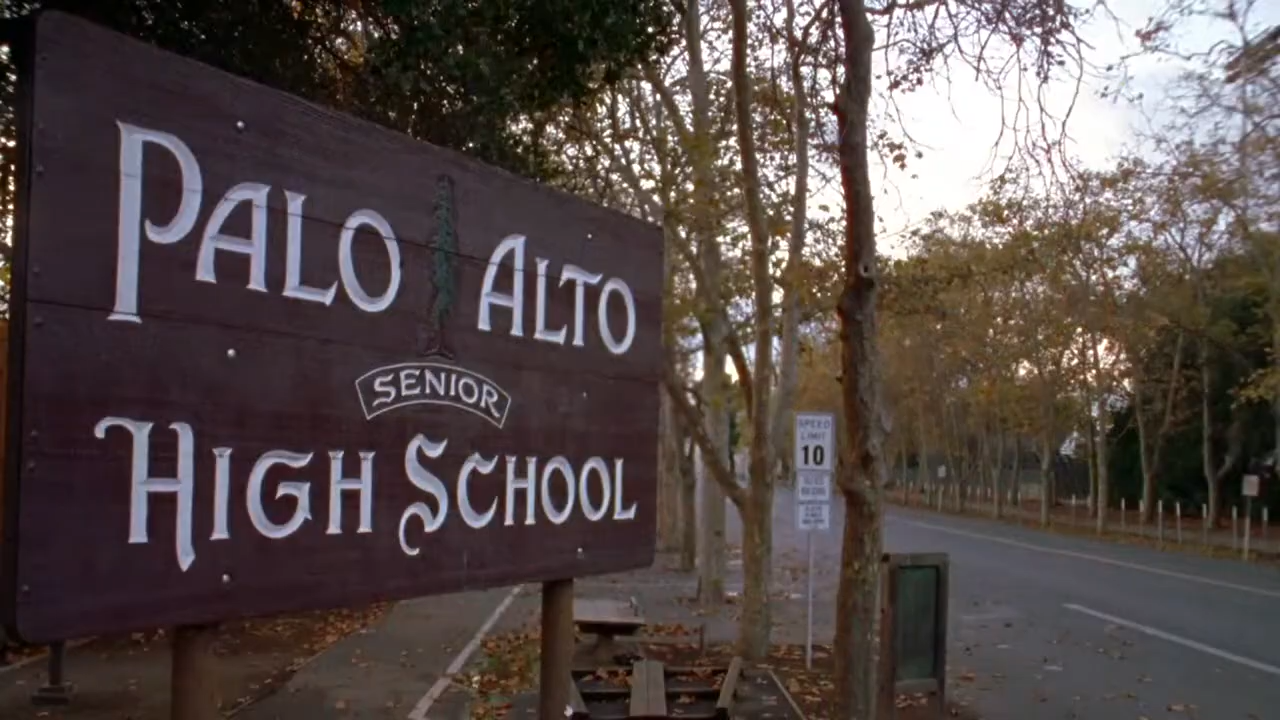 PALO ALTO
SENIOR
HIGH SCHOOL
SPEED
LIMIT
10